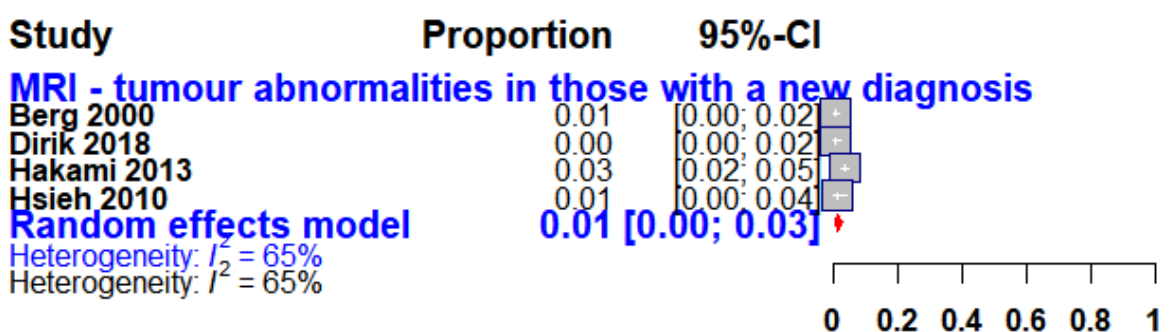 Study Proportion 95%-CI
MRI - tumour abnormalities in those with a new diagnosis
Berg 2000 0.01 [0.00; 0.02]
Dirik 2018 0.00 [0.00; 0.02]
Hakami 2013 0.03 [0.02; 0.05]
Hsieh 2010 0.01 [0.00; 0.04]
Random effects model 0.01 [0.00; 0.03]
Heterogeneity: I² = 65%
Heterogeneity: I² = 65%
0 0.2 0.4 0.6 0.8 1